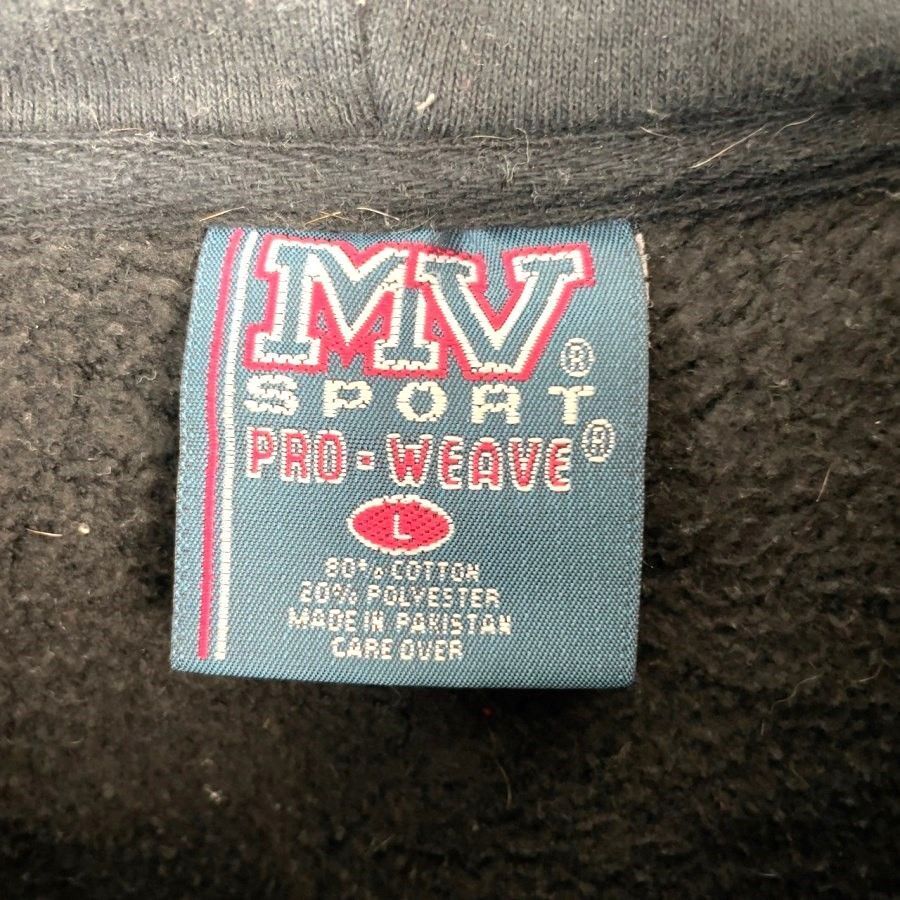 MV®
SPORT
PRO-WEAVE®
L
80% COTTON
20% POLYESTER
MADE IN PAKISTAN
CARE OVER